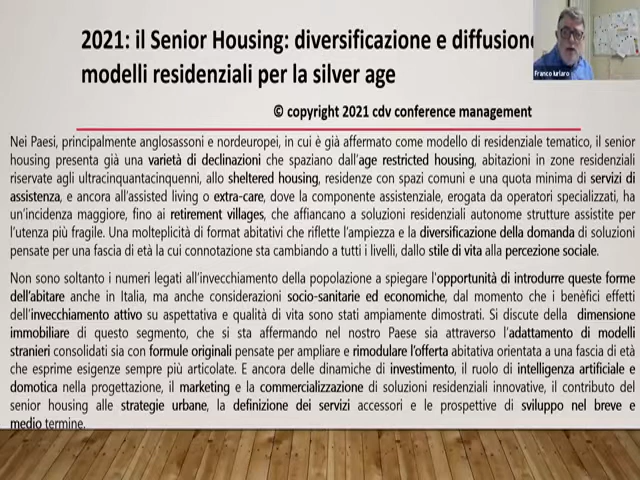 2021: il Senior Housing: diversificazione e diffusione
modelli residenziali per la silver age
© copyright 2021 cdv conference management
Nei Paesi, principalmente anglosassoni e nordeuropei, in cui è già affermato come modello di residenziale tematico, il senior
housing presenta già una varietà di declinazioni che spaziano dall'age restricted housing, abitazioni in zone residenziali
riservate agli ultracinquantacinquenni, allo sheltered housing, residenze con spazi comuni e una quota minima di servizi di
assistenza, e ancora all'assisted living o extra-care, dove la componente assistenziale, erogata da operatori specializzati, ha
un'incidenza maggiore, fino ai retirement villages, che affiancano a soluzioni residenziali autonome strutture assistite per
l'utenza più fragile. Una molteplicità di format abitativi che riflette l'ampiezza e la diversificazione della domanda di soluzioni
pensate per una fascia di età la cui connotazione sta cambiando a tutti i livelli, dallo stile di vita alla percezione sociale.
Non sono soltanto i numeri legati all'invecchiamento della popolazione a spiegare l'opportunità di introdurre queste forme
dell'abitare anche in Italia, ma anche considerazioni socio-sanitarie ed economiche, dal momento che i benèfici effetti
dell'invecchiamento attivo su aspettativa e qualità di vita sono stati ampiamente dimostrati. Si discute della dimensione
immobiliare di questo segmento, che si sta affermando nel nostro Paese sia attraverso l'adattamento di modelli
stranieri consolidati sia con formule originali pensate per ampliare e rimodulare l'offerta abitativa orientata a una fascia di età
che esprime esigenze sempre più articolate. E ancora delle dinamiche di investimento, il ruolo di intelligenza artificiale e
domotica nella progettazione, il marketing e la commercializzazione di soluzioni residenziali innovative, il contributo del
senior housing alle strategie urbane, la definizione dei servizi accessori e le prospettive di sviluppo nel breve e
medio termine.
Franco Iurlaro